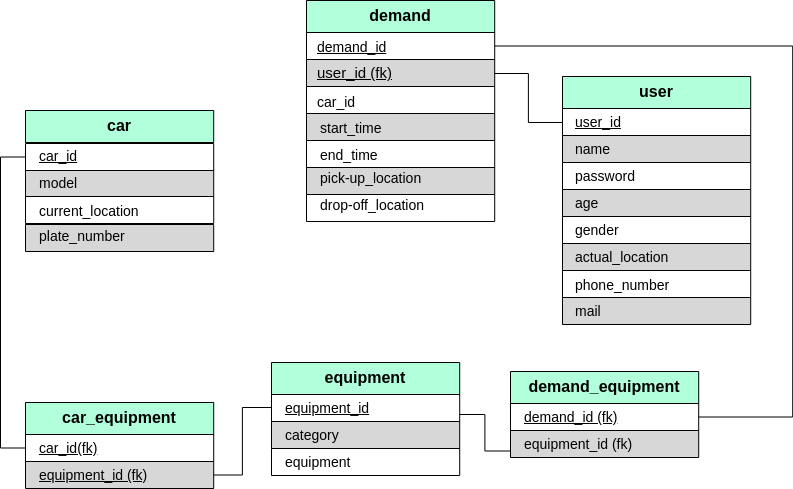 demand
demand_id
user_id (fk)
car_id
start_time
end_time
pick-up_location
drop-off_location
user
user_id
name
password
age
gender
actual_location
phone_number
mail
car
car_id
model
current_location
plate_number
equipment
equipment_id
category
equipment
demand_equipment
demand_id (fk)
equipment_id (fk)
car_equipment
car_id(fk)
equipment_id (fk)